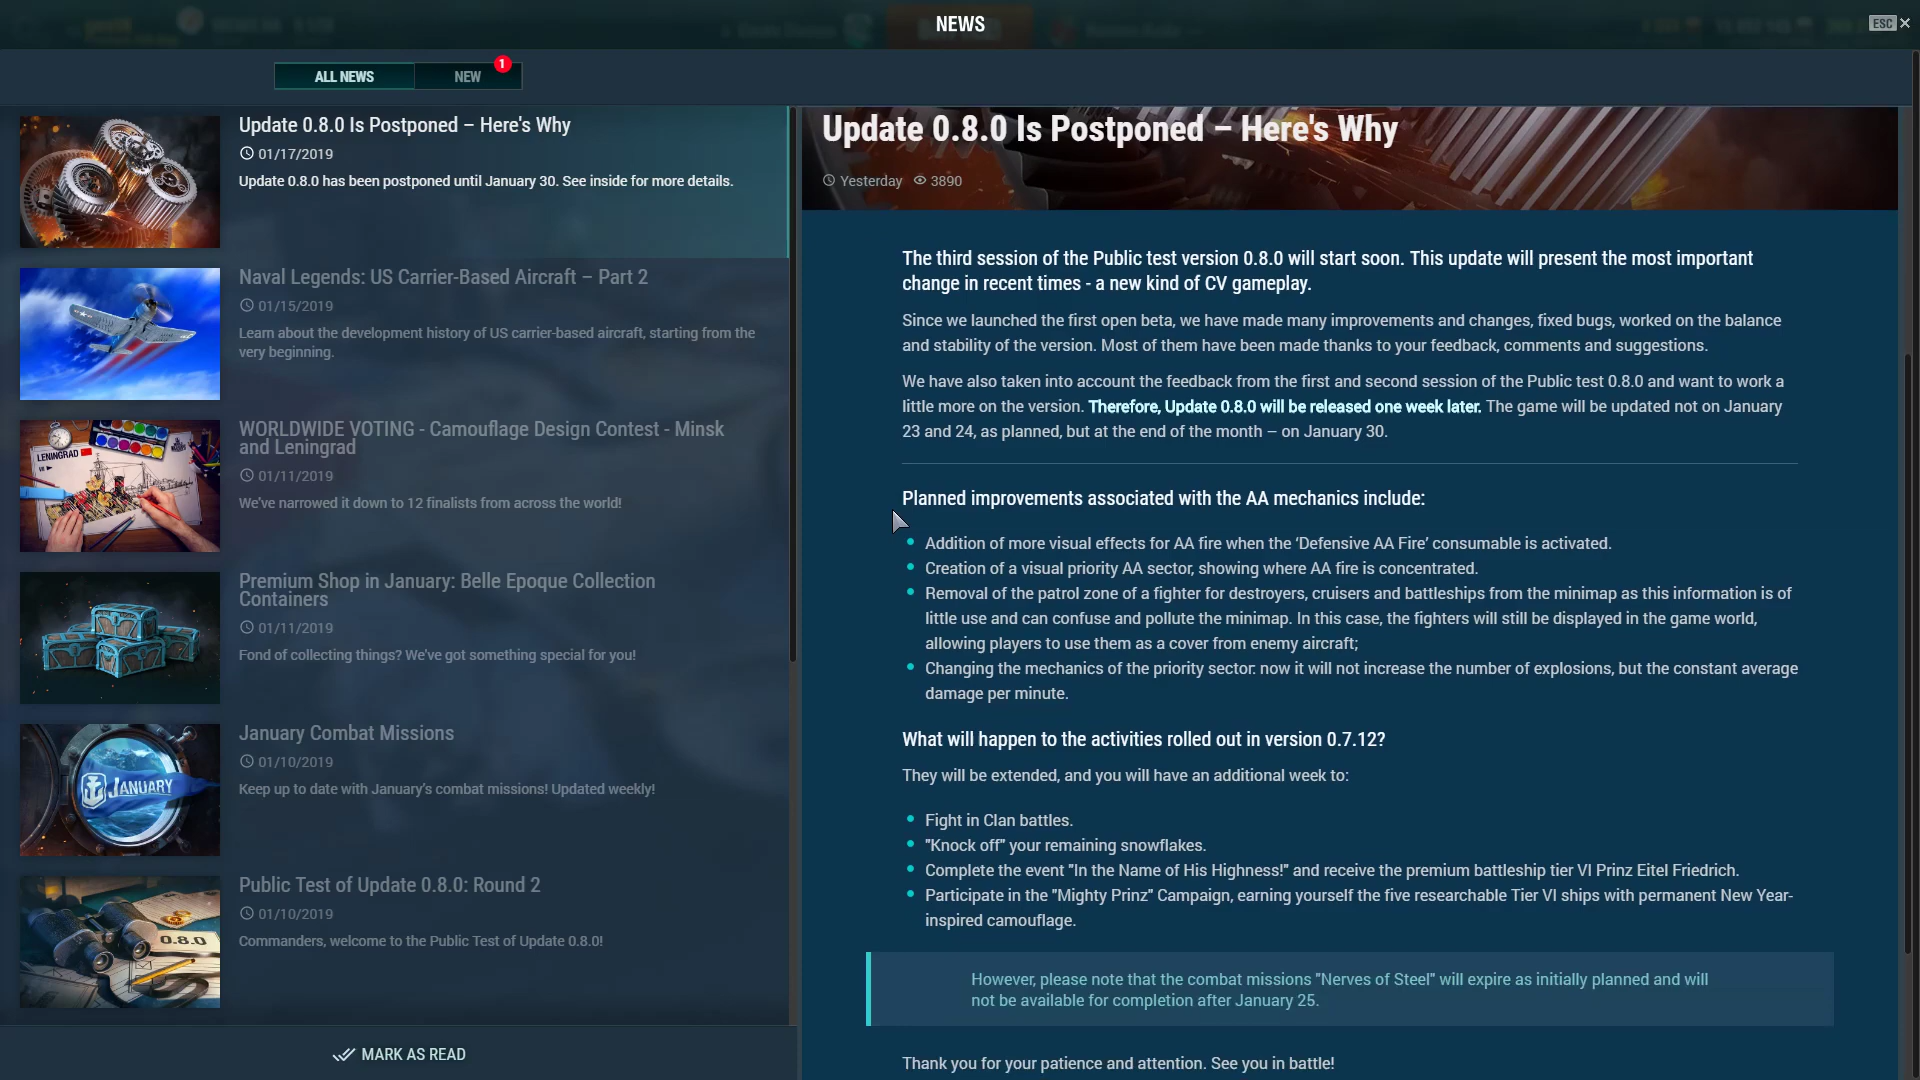 NEWS
ESC
ALL NEWS
NEW
1
Update 0.8.0 Is Postponed – Here's Why
01/17/2019
Update 0.8.0 has been postponed until January 30. See inside for more details.
Naval Legends: US Carrier-Based Aircraft – Part 2
01/15/2019
Learn about the development history of US carrier-based aircraft, starting from the
very beginning.
LENINGRAD
WORLDWIDE VOTING - Camouflage Design Contest - Minsk
and Leningrad
01/11/2019
We've narrowed it down to 12 finalists from across the world!
Premium Shop in January: Belle Epoque Collection
Containers
01/11/2019
Fond of collecting things? We've got something special for you!
JANUARY
January Combat Missions
01/10/2019
Keep up to date with January's combat missions! Updated weekly!
0.8.0
Public Test of Update 0.8.0: Round 2
01/10/2019
Commanders, welcome to the Public Test of Update 0.8.0!
MARK AS READ
Update 0.8.0 Is Postponed – Here's Why
Yesterday 3890
The third session of the Public test version 0.8.0 will start soon. This update will present the most important
change in recent times - a new kind of CV gameplay.
Since we launched the first open beta, we have made many improvements and changes, fixed bugs, worked on the balance
and stability of the version. Most of them have been made thanks to your feedback, comments and suggestions.
We have also taken into account the feedback from the first and second session of the Public test 0.8.0 and want to work a
little more on the version. Therefore, Update 0.8.0 will be released one week later. The game will be updated not on January
23 and 24, as planned, but at the end of the month – on January 30.
Planned improvements associated with the AA mechanics include:
Addition of more visual effects for AA fire when the ‘Defensive AA Fire’ consumable is activated.
Creation of a visual priority AA sector, showing where AA fire is concentrated.
Removal of the patrol zone of a fighter for destroyers, cruisers and battleships from the minimap as this information is of
little use and can confuse and pollute the minimap. In this case, the fighters will still be displayed in the game world,
allowing players to use them as a cover from enemy aircraft;
Changing the mechanics of the priority sector: now it will not increase the number of explosions, but the constant average
damage per minute.
What will happen to the activities rolled out in version 0.7.12?
They will be extended, and you will have an additional week to:
Fight in Clan battles.
"Knock off" your remaining snowflakes.
Complete the event "In the Name of His Highness!" and receive the premium battleship tier VI Prinz Eitel Friedrich.
Participate in the "Mighty Prinz" Campaign, earning yourself the five researchable Tier VI ships with permanent New Year-
inspired camouflage.
However, please note that the combat missions "Nerves of Steel" will expire as initially planned and will
not be available for completion after January 25.
Thank you for your patience and attention. See you in battle!